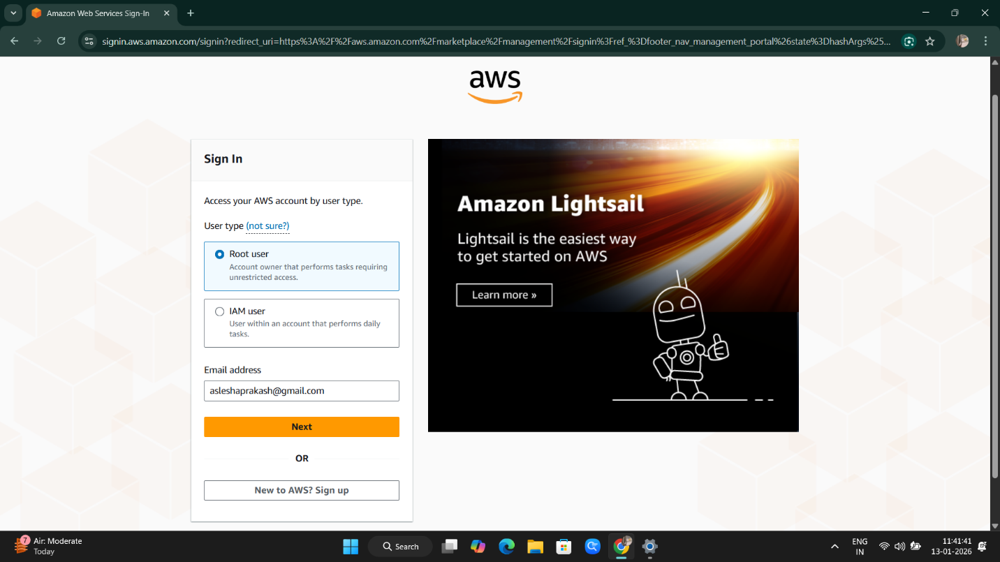 Amazon Web Services Sign-In
signin.aws.amazon.com/signin?redirect_uri=https%3A%2F%2Faws.amazon.com%2Fmarketplace%2Fmanagement%2Fsignin%3Fref_%3Dfooter_nav_management_portal%26state%3DhashArgs%25...
aws
Sign In
Access your AWS account by user type.
User type (not sure?)
Root user
Account owner that performs tasks requiring
unrestricted access.
IAM user
User within an account that performs daily
tasks.
Email address
asleshaprakash@gmail.com
Next
OR
New to AWS? Sign up
Amazon Lightsail
Lightsail is the easiest way
to get started on AWS
Learn more »
7
Air: Moderate
Today
Search
ENG
IN
11:41:41
13-01-2026